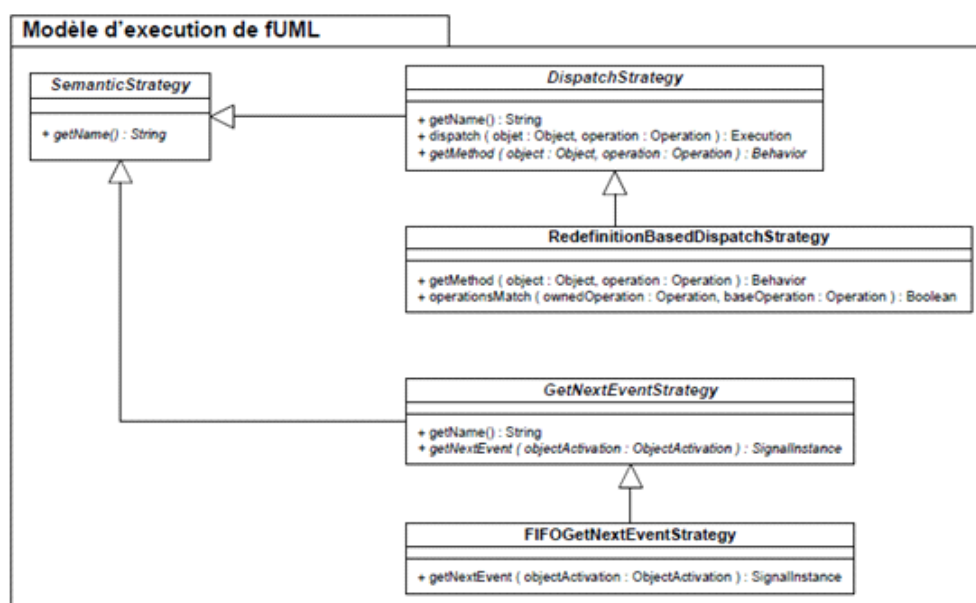 Modèle d'execution de fUML
SemanticStrategy
+ getName() : String
DispatchStrategy
+ getName() : String
+ dispatch ( objet : Object, operation : Operation ) : Execution
+ getMethod ( object : Object, operation : Operation ) : Behavior
RedefinitionBasedDispatchStrategy
+ getMethod ( object : Object, operation : Operation ) : Behavior
+ operationsMatch ( ownedOperation : Operation, baseOperation : Operation ) : Boolean
GetNextEventStrategy
+ getName() : String
+ getNextEvent ( objectActivation : ObjectActivation ) : SignalInstance
FIFOGetNextEventStrategy
+ getNextEvent ( objectActivation : ObjectActivation ) : SignalInstance